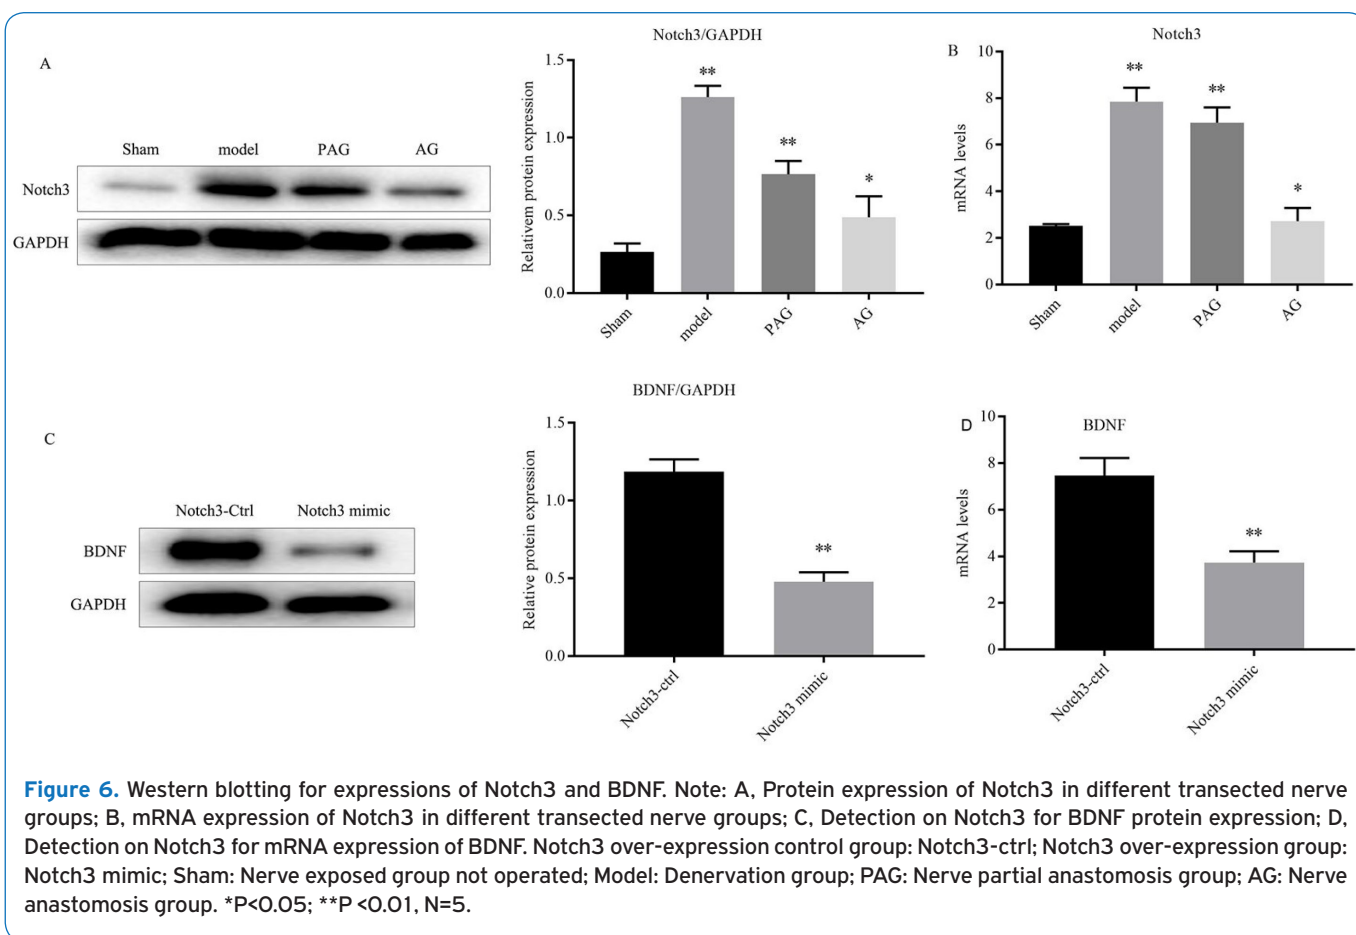 A
Sham model PAG AG
Notch3
GAPDH
Notch3/GAPDH
Relativem protein expression
1.5
1.0
0.5
0.0
**
**
*
Sham model PAG AG
B
Notch3
mRNA levels
10
8
6
4
2
0
**
**
*
Sham model PAG AG
C
Notch3-Ctrl Notch3 mimic
BDNF
GAPDH
BDNF/GAPDH
Relative protein expression
1.5
1.0
0.5
0.0
**
Notch3-ctrl Notch3 mimic
D
BDNF
mRNA levels
10
8
6
4
2
0
**
Notch3-ctrl Notch3 mimic
Figure 6. Western blotting for expressions of Notch3 and BDNF. Note: A, Protein expression of Notch3 in different transected nerve
groups; B, mRNA expression of Notch3 in different transected nerve groups; C, Detection on Notch3 for BDNF protein expression; D,
Detection on Notch3 for mRNA expression of BDNF. Notch3 over-expression control group: Notch3-ctrl; Notch3 over-expression group:
Notch3 mimic; Sham: Nerve exposed group not operated; Model: Denervation group; PAG: Nerve partial anastomosis group; AG: Nerve
anastomosis group. *P<0.05; **P <0.01, N=5.